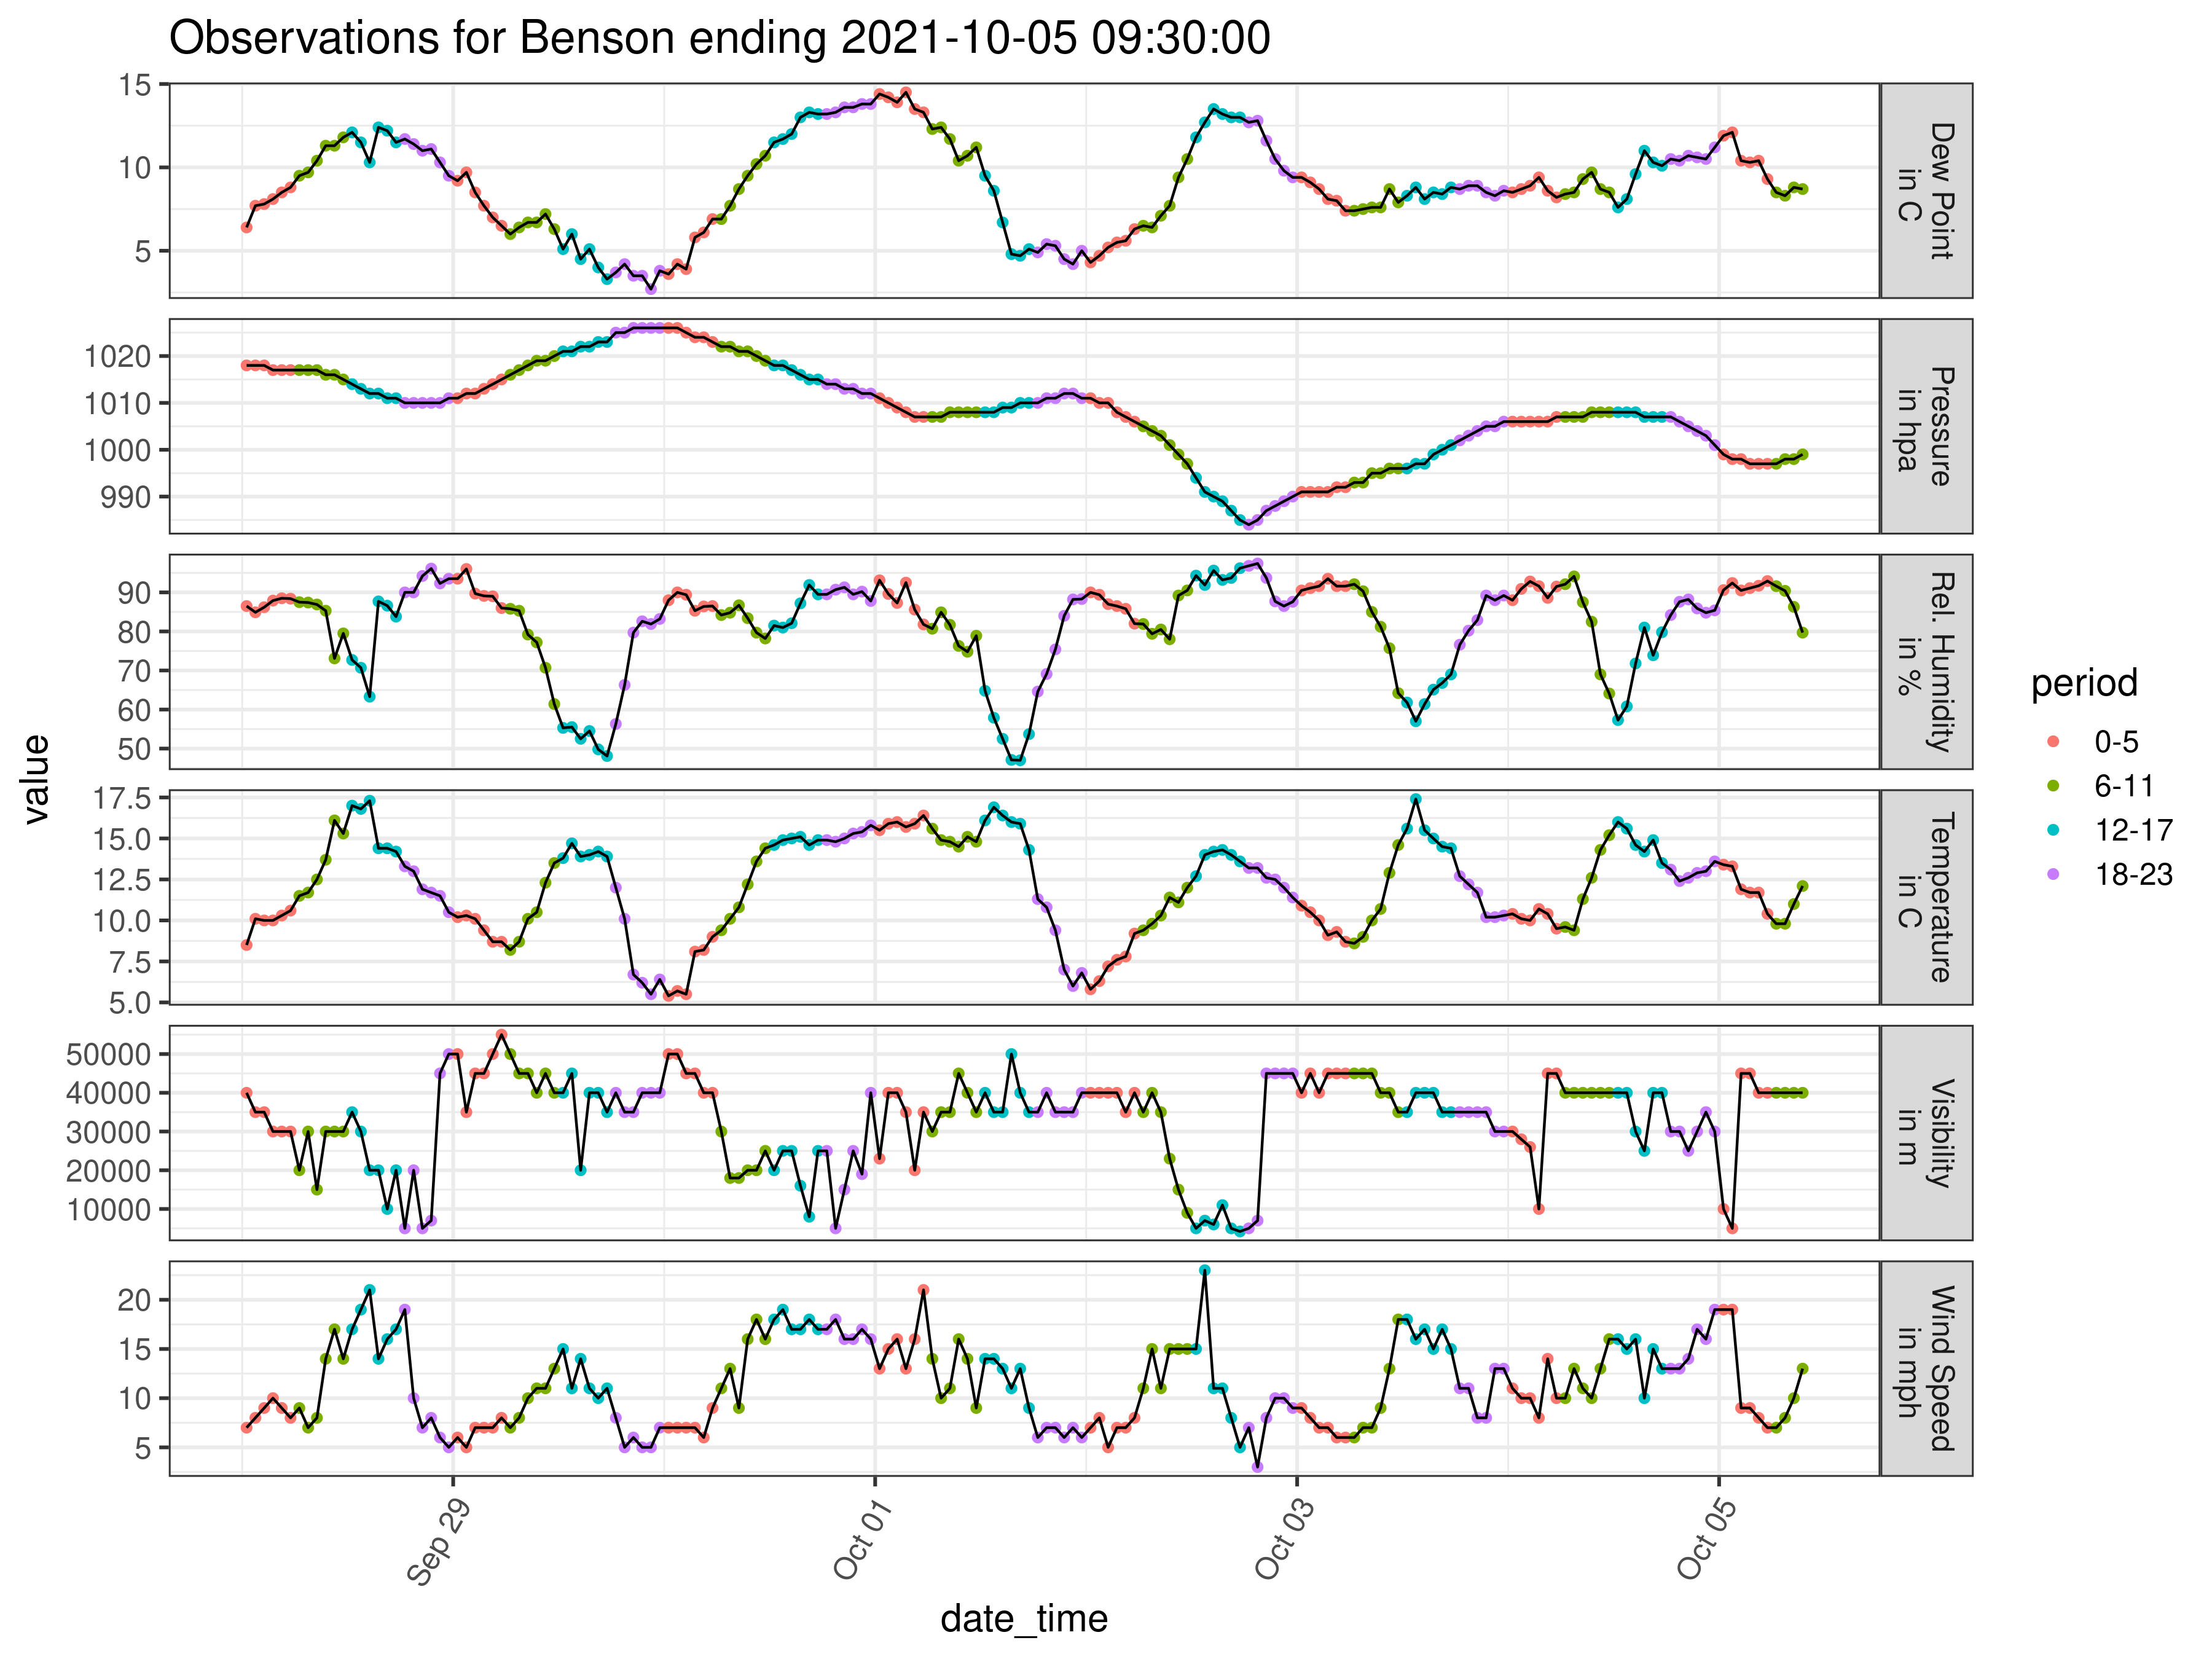 Observations for Benson ending 2021-10-05 09:30:00
15
10
5
Dew Point
in C
1020
1010
1000
990
Pressure
in hpa
90
80
70
60
50
Rel. Humidity
in %
17.5
15.0
12.5
10.0
7.5
5.0
Temperature
in C
50000
40000
30000
20000
10000
Visibility
in m
20
15
10
5
Wind Speed
in mph
value
Sep 29
Oct 01
Oct 03
Oct 05
date_time
period
0-5
6-11
12-17
18-23